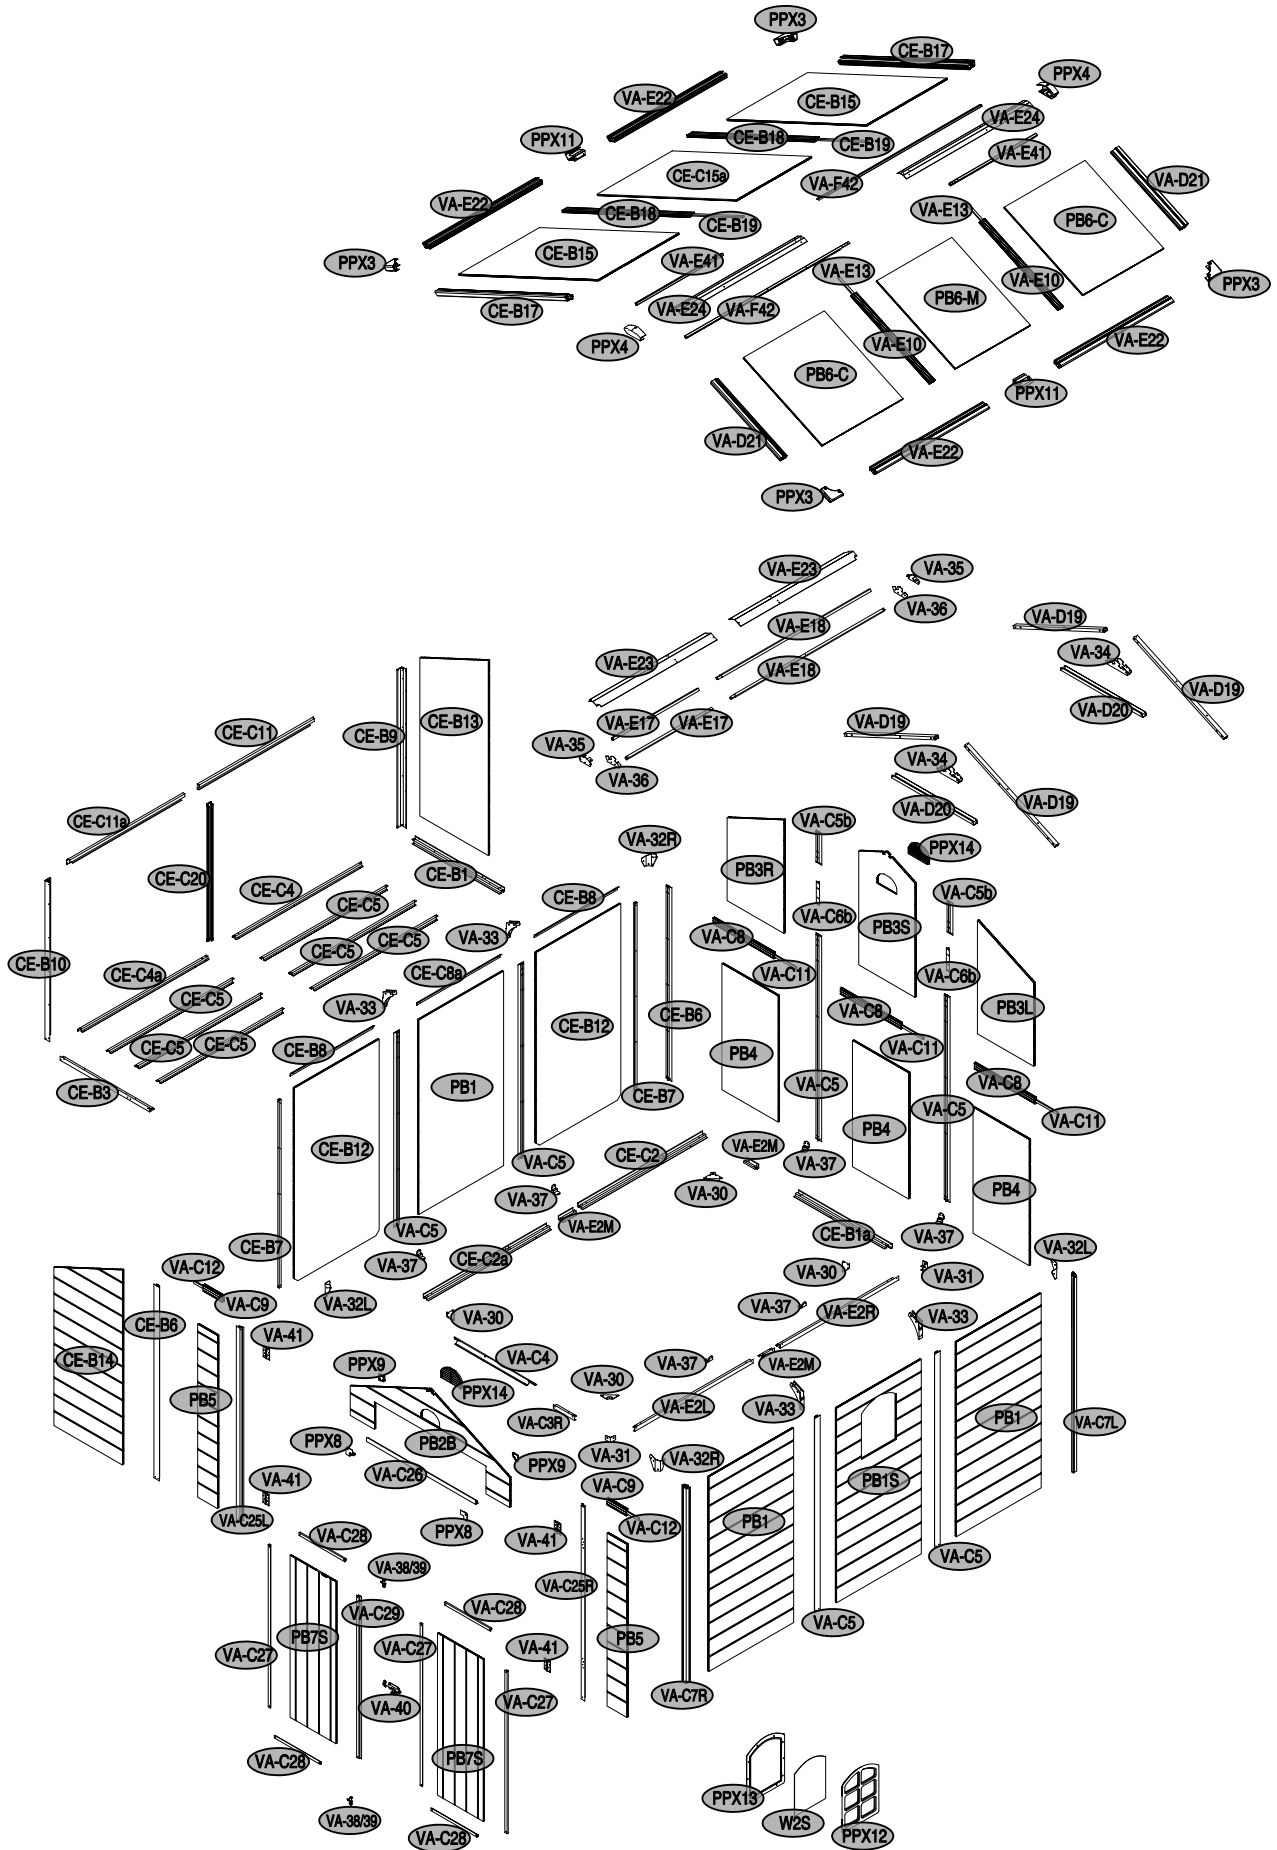 PPX3
CE-B17
PPX4
VA-E22
CE-B15
VA-E24
PPX11
CE-B18
CE-B19
VA-E41
CE-C15a
VA-F42
VA-D21
VA-E22
CE-B18
VA-E13
PB6-C
CE-B19
CE-B15
PPX3
VA-E41
VA-E13
VA-E10
PPX3
PB6-M
CE-B17
VA-E24
VA-F42
PPX4
VA-E10
VA-E22
PB6-C
PPX11
VA-D21
VA-E22
PPX3
VA-E23
VA-35
VA-36
VA-E18
VA-D19
VA-34
VA-E23
VA-E18
VA-D19
VA-D20
CE-B13
CE-B9
CE-C11
VA-E17
VA-E17
VA-D19
VA-35
VA-36
VA-34
VA-D19
VA-D20
CE-C11a
VA-C5b
VA-32R
PPX14
PB3R
CE-B1
CE-C20
CE-C4
CE-B8
VA-C5b
CE-C5
VA-C6b
PB3S
VA-33
CE-C5
CE-C5
VA-C8
CE-B10
CE-C4a
CE-C8a
VA-C11
VA-C6b
PB3L
CE-C5
VA-33
CE-B6
VA-C8
CE-B12
CE-C5
CE-C5
CE-B8
VA-C11
PB4
CE-B3
PB1
VA-C5
VA-C8
CE-B7
VA-C5
VA-C11
CE-B12
PB4
VA-E2M
CE-C2
VA-C5
VA-37
PB4
VA-37
VA-30
VA-C5
VA-E2M
CE-B1a
VA-37
CE-B7
VA-C12
CE-C2a
VA-37
VA-32L
VA-30
VA-31
VA-C9
VA-32L
VA-37
VA-E2R
VA-33
CE-B6
VA-30
VA-41
CE-B14
VA-C4
PPX9
VA-37
VA-E2M
PPX14
VA-30
PB5
VA-E2L
VA-33
VA-C3R
PB1
VA-C7L
PPX8
PB2B
VA-31
VA-32R
PPX9
VA-C26
VA-41
VA-C9
PB1S
VA-C25L
PPX8
VA-C12
PB1
VA-C28
VA-41
VA-C5
VA-38/39
VA-C25R
VA-C29
VA-C28
VA-C5
PB7S
PB5
VA-C27
VA-C27
VA-41
VA-C7R
VA-40
VA-C27
VA-C28
PB7S
PPX13
VA-38/39
W2S
VA-C28
PPX12